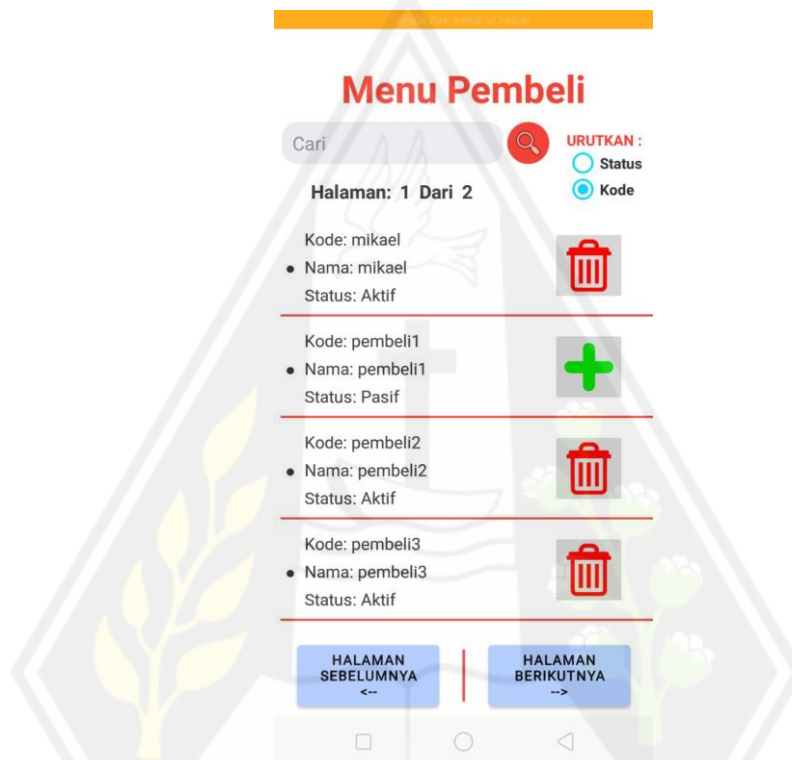 Menu Pembeli
Cari
URUTKAN :
Status
Kode
Halaman: 1 Dari 2
Kode: mikael
Nama: mikael
Status: Aktif
Kode: pembeli1
Nama: pembeli1
Status: Pasif
Kode: pembeli2
Nama: pembeli2
Status: Aktif
Kode: pembeli3
Nama: pembeli3
Status: Aktif
HALAMAN
SEBELUMNYA
<--
HALAMAN
BERIKUTNYA
-->